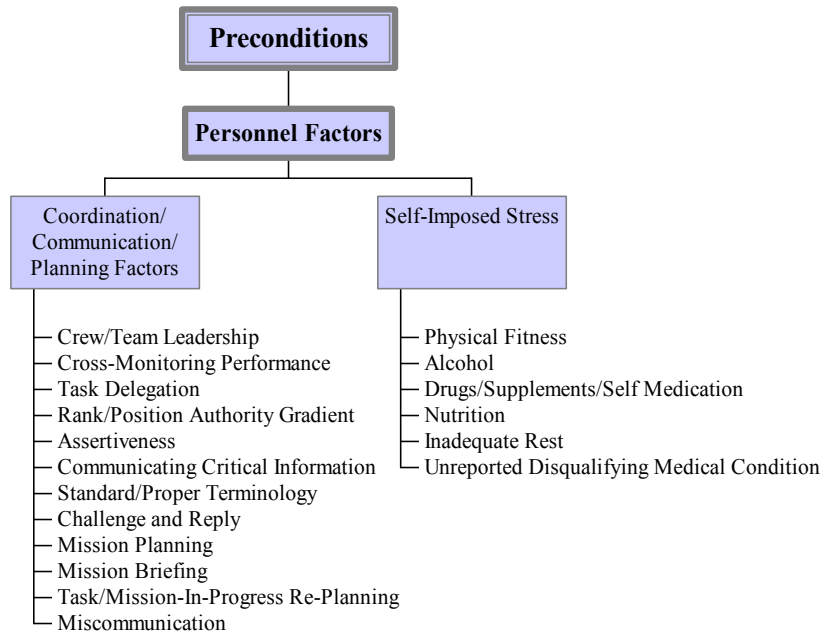 Preconditions
Personnel Factors
Coordination/
Communication/
Planning Factors
Crew/Team Leadership
Cross-Monitoring Performance
Task Delegation
Rank/Position Authority Gradient
Assertiveness
Communicating Critical Information
Standard/Proper Terminology
Challenge and Reply
Mission Planning
Mission Briefing
Task/Mission-In-Progress Re-Planning
Miscommunication
Self-Imposed Stress
Physical Fitness
Alcohol
Drugs/Supplements/Self Medication
Nutrition
Inadequate Rest
Unreported Disqualifying Medical Condition